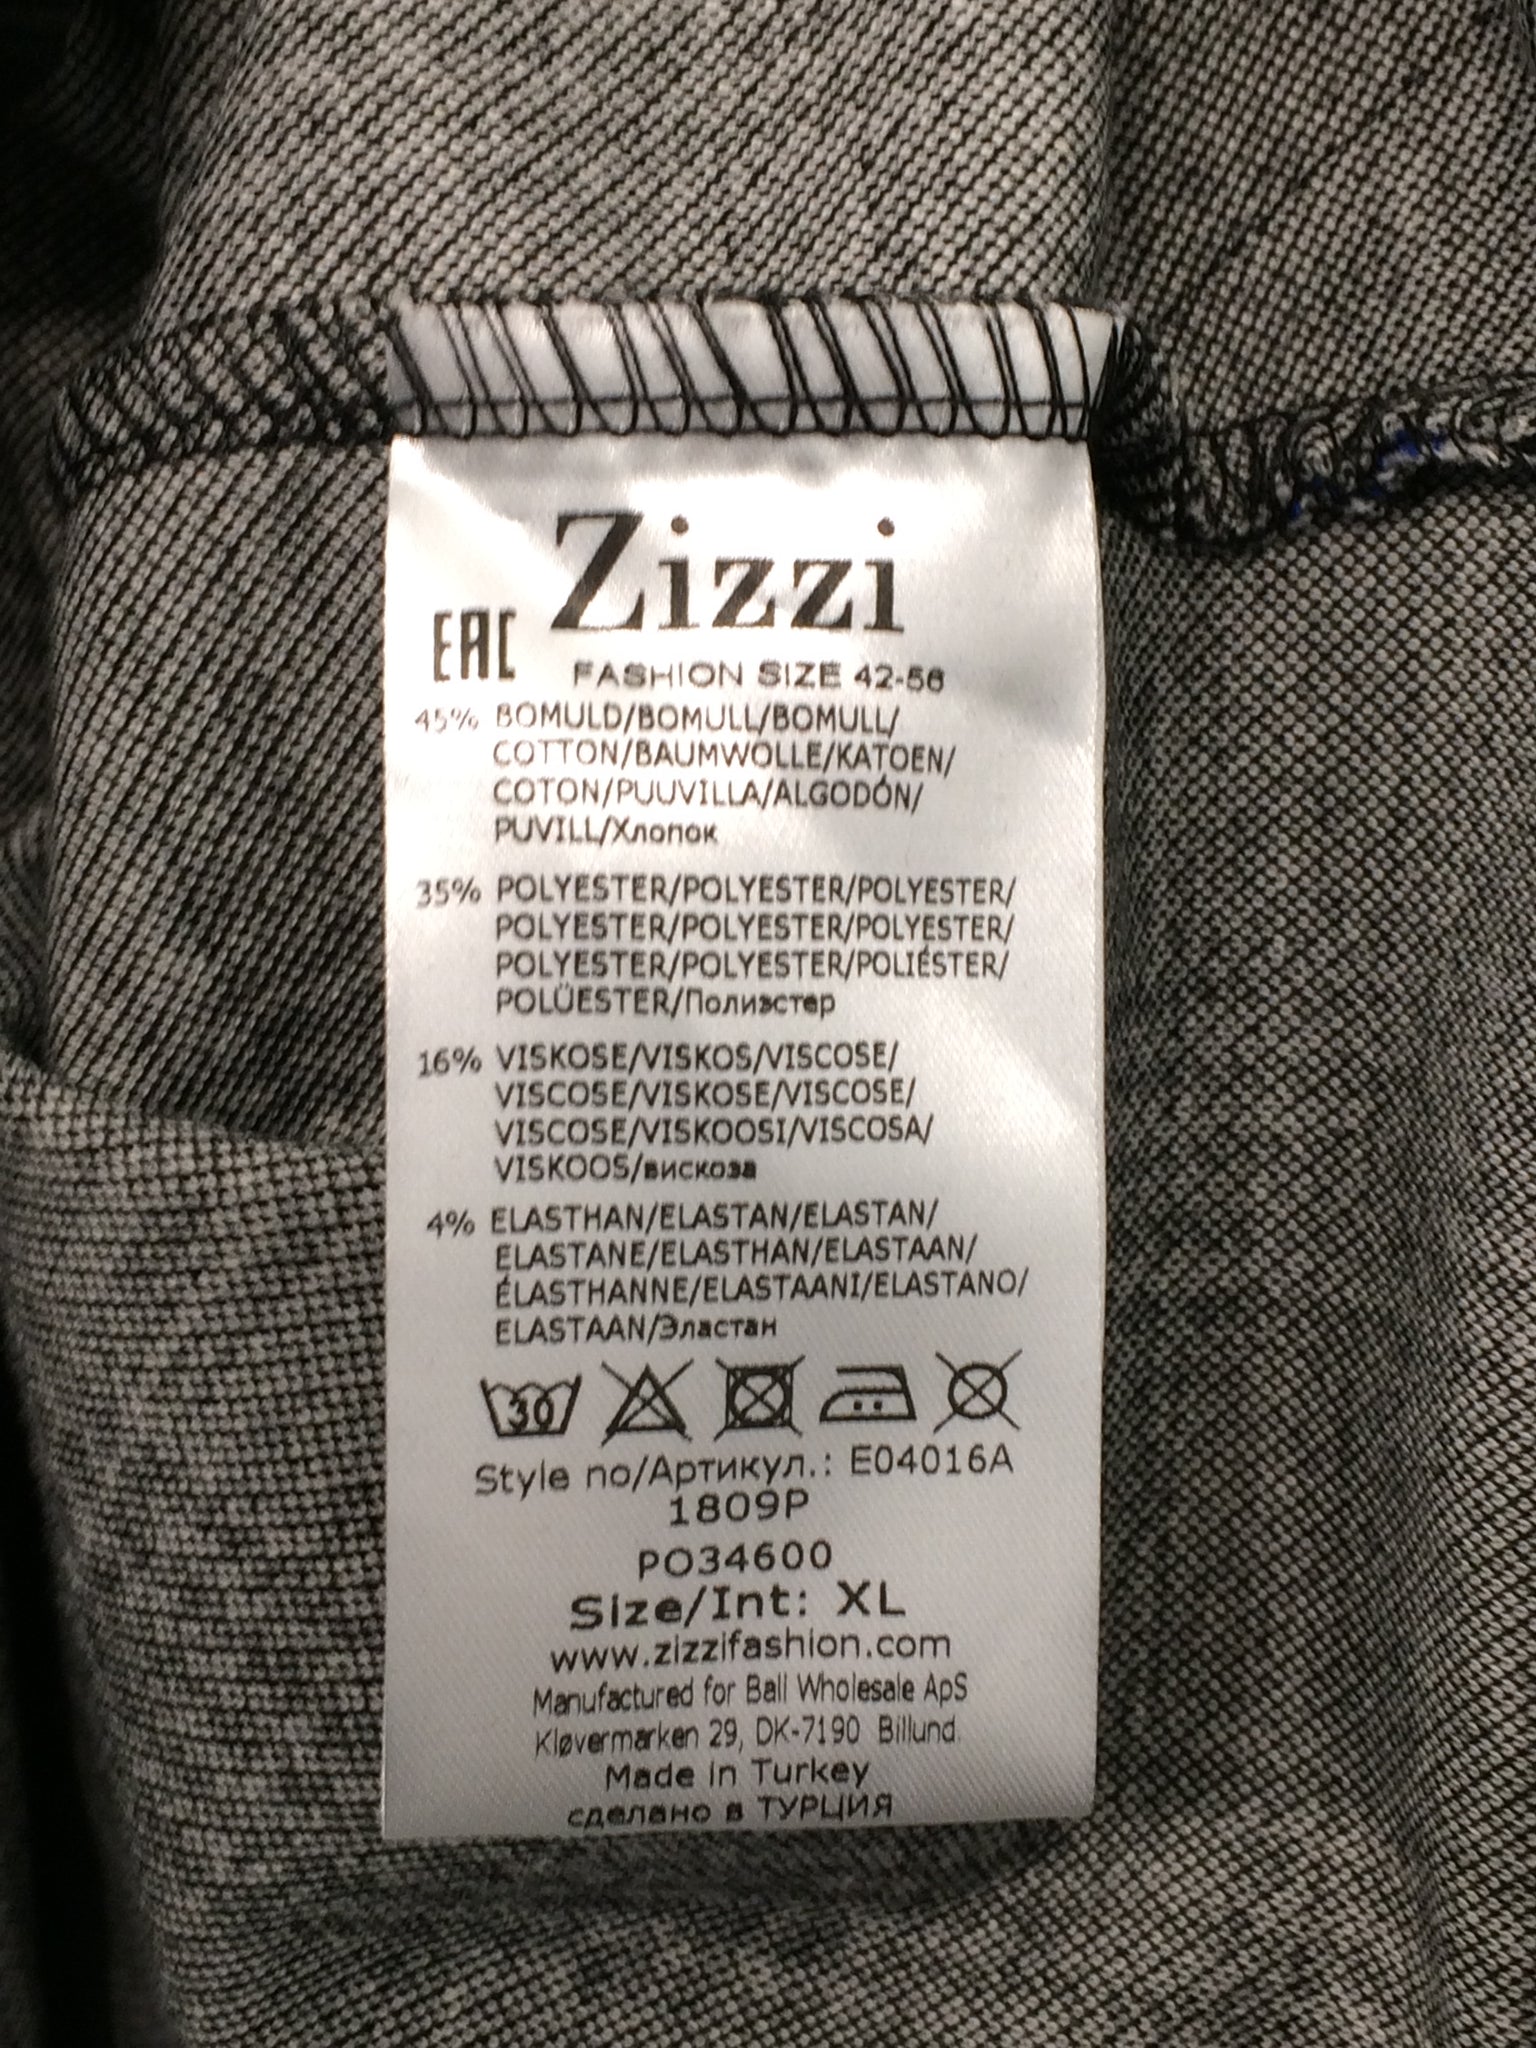 Zizzi
EAC
FASHION SIZE 42-56
45% BOMULD/BOMULL/BOMULL/
COTTON/BAUMWOLLE/KATOEN/
COTON/PUUVILLA/ALGODÓN/
PUVILL/Хлопок
35% POLYESTER/POLYESTER/POLYESTER/
POLYESTER/POLYESTER/POLYESTER/
POLYESTER/POLYESTER/POLIÉSTER/
POLÜESTER/Полиэстер
16% VISKOSE/VISKOS/VISCOSE/
VISCOSE/VISKOSE/VISCOSE/
VISCOSE/VISKOOSI/VISCOSA/
VISKOOS/вискоза
4% ELASTHAN/ELASTAN/ELASTAN/
ELASTANE/ELASTHAN/ELASTAAN/
ÉLASTHANNE/ELASTAANI/ELASTANO/
ELASTAAN/Эластан
30
Style no/Артикул.: E04016A
1809P
PO34600
Size/Int: XL
www.zizzifashion.com
Manufactured for Bali Wholesale ApS
Kløvermarken 29, DK-7190 Billund
Made in Turkey
сделано в ТУРЦИЯ